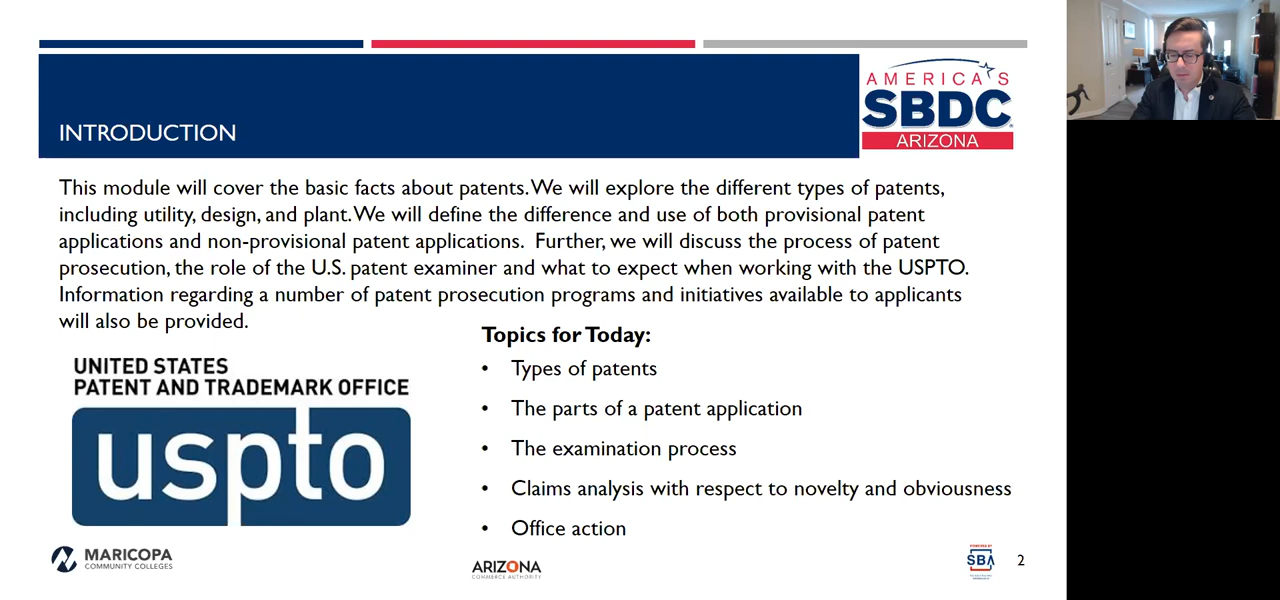 AMERICA'S
SBDC
ARIZONA
INTRODUCTION
This module will cover the basic facts about patents. We will explore the different types of patents,
including utility, design, and plant. We will define the difference and use of both provisional patent
applications and non-provisional patent applications. Further, we will discuss the process of patent
prosecution, the role of the U.S. patent examiner and what to expect when working with the USPTO.
Information regarding a number of patent prosecution programs and initiatives available to applicants
will also be provided.
UNITED STATES
PATENT AND TRADEMARK OFFICE
uspto
Topics for Today:
• Types of patents
• The parts of a patent application
• The examination process
• Claims analysis with respect to novelty and obviousness
• Office action
MARICOPA
COMMUNITY COLLEGES
ARIZONA
COMMERCE AUTHORITY
POWERED BY
SBA
2